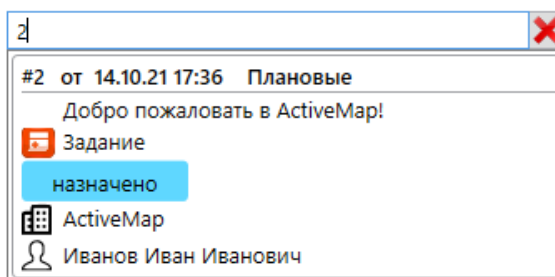 2
#2 от 14.10.21 17:36 Плановые
Добро пожаловать в ActiveMap!
Задание
назначено
ActiveMap
Иванов Иван Иванович